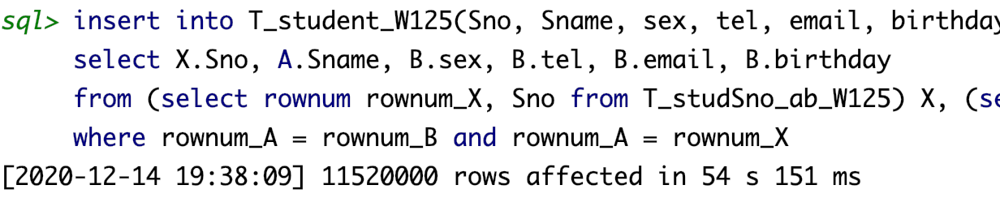 sql> insert into T_student_W125(Sno, Sname, sex, tel, email, birthday
select X.Sno, A.Sname, B.sex, B.tel, B.email, B.birthday
from (select rownum rownum_X, Sno from T_studSno_ab_W125) X, (se
where rownum_A = rownum_B and rownum_A = rownum_X
[2020-12-14 19:38:09] 11520000 rows affected in 54 s 151 ms